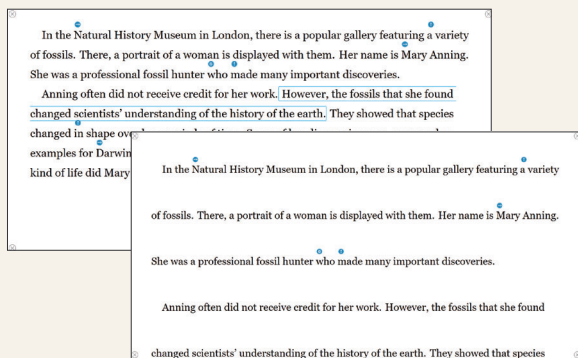 In the Natural History Museum in London, there is a popular gallery featuring a variety
of fossils. There, a portrait of a woman is displayed with them. Her name is Mary Anning.
She was a professional fossil hunter who made many important discoveries.
Anning often did not receive credit for her work. However, the fossils that she found
changed scientists' understanding of the history of the earth. They showed that species
changed in shape
examples for Darwin
kind of life did Mary
In the Natural History Museum in London, there is a popular gallery featuring a variety
of fossils. There, a portrait of a woman is displayed with them. Her name is Mary Anning.
She was a professional fossil hunter who made many important discoveries.
Anning often did not receive credit for her work. However, the fossils that she found
changed scientists' understanding of the history of the earth. They showed that species